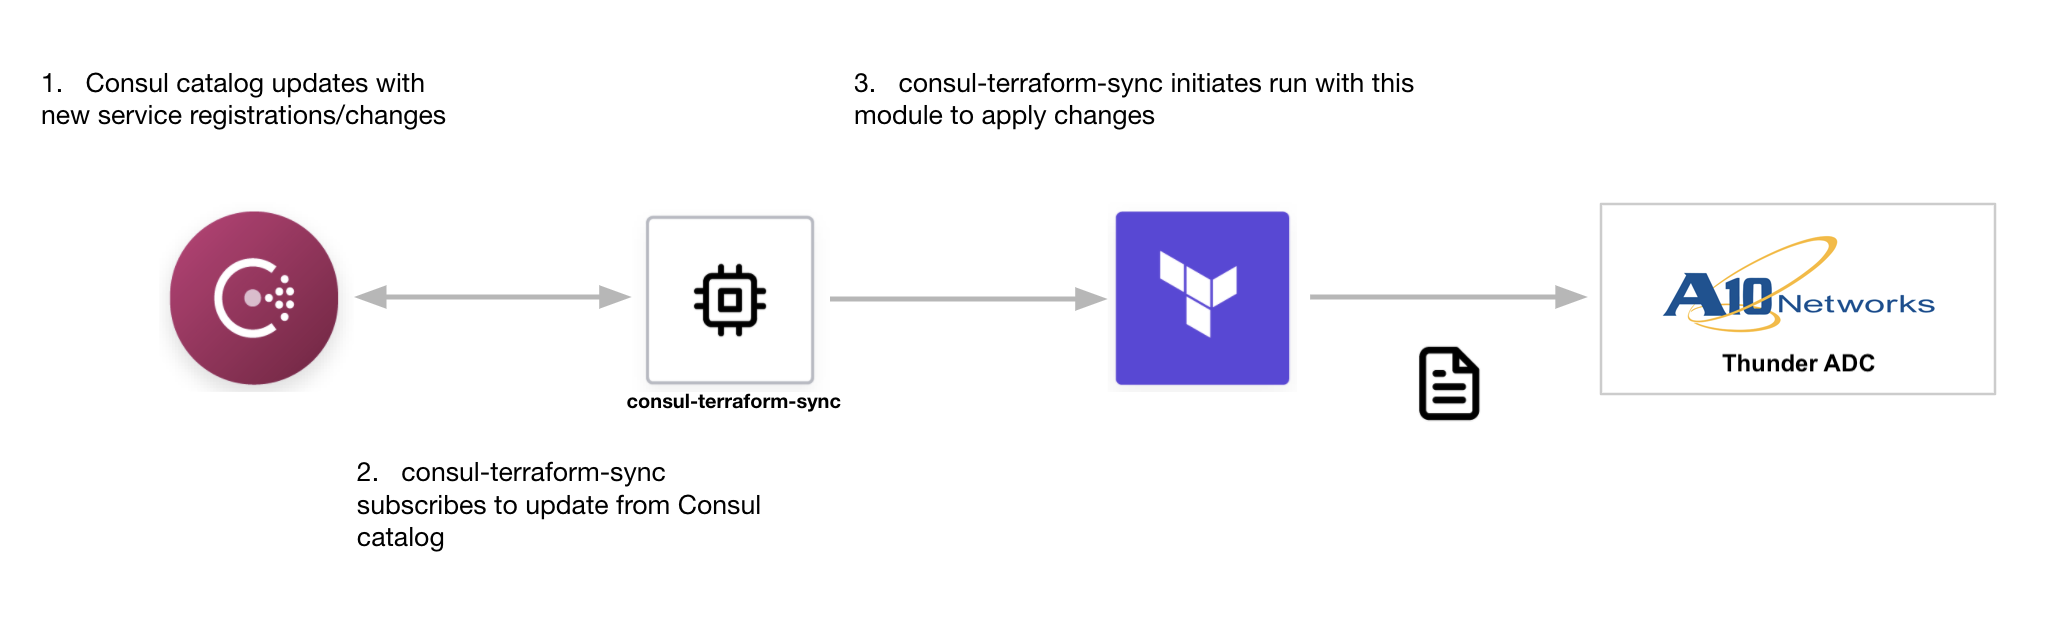 1. Consul catalog updates with
new service registrations/changes
3. consul-terraform-sync initiates run with this
module to apply changes
consul-terraform-sync
A10 Networks
Thunder ADC
2. consul-terraform-sync
subscribes to update from Consul
catalog